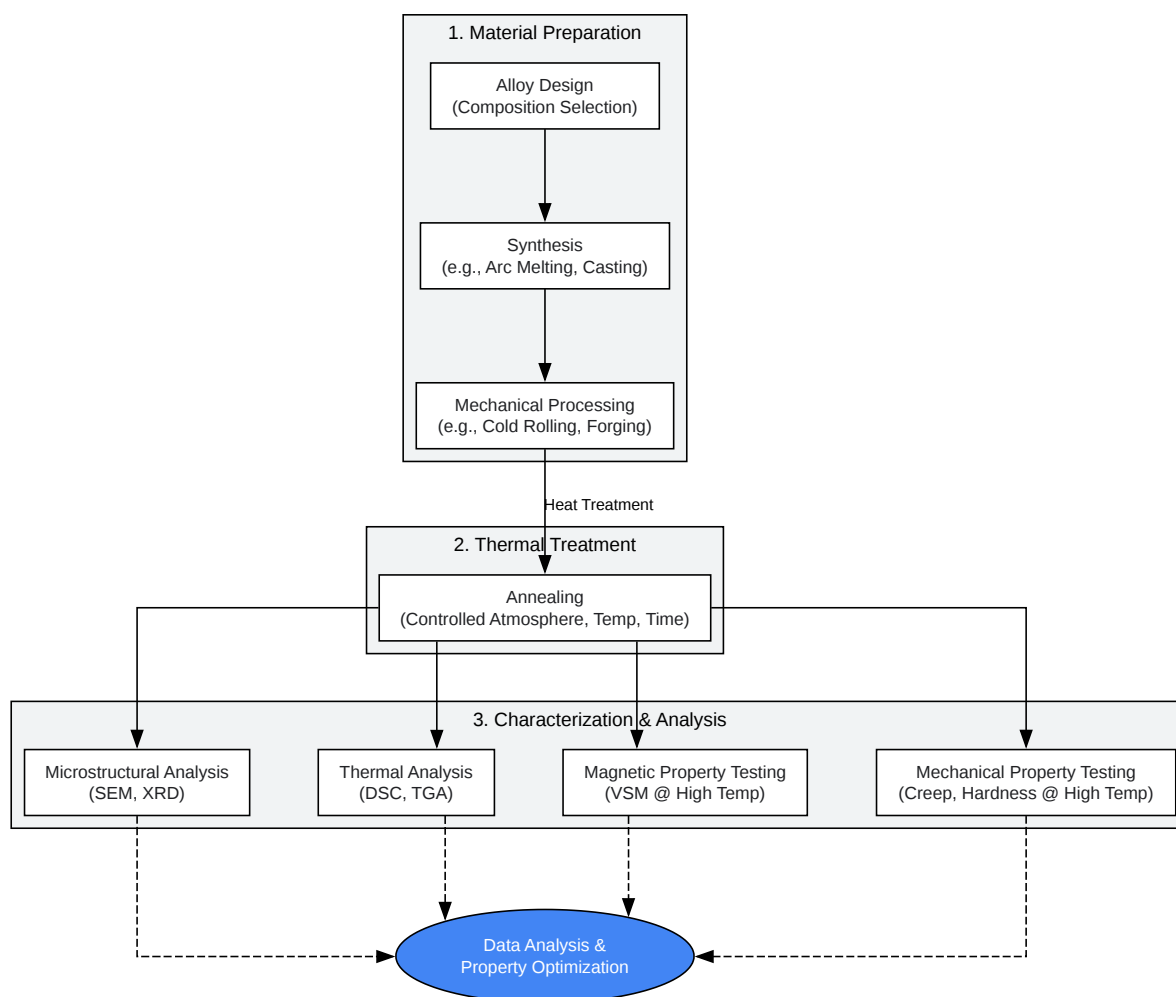 1. Material Preparation
Alloy Design
(Composition Selection)
Synthesis
(e.g., Arc Melting, Casting)
Mechanical Processing
(e.g., Cold Rolling, Forging)
Heat Treatment
2. Thermal Treatment
Annealing
(Controlled Atmosphere, Temp, Time)
3. Characterization & Analysis
Microstructural Analysis
(SEM, XRD)
Thermal Analysis
(DSC, TGA)
Magnetic Property Testing
(VSM @ High Temp)
Mechanical Property Testing
(Creep, Hardness @ High Temp)
Data Analysis &
Property Optimization